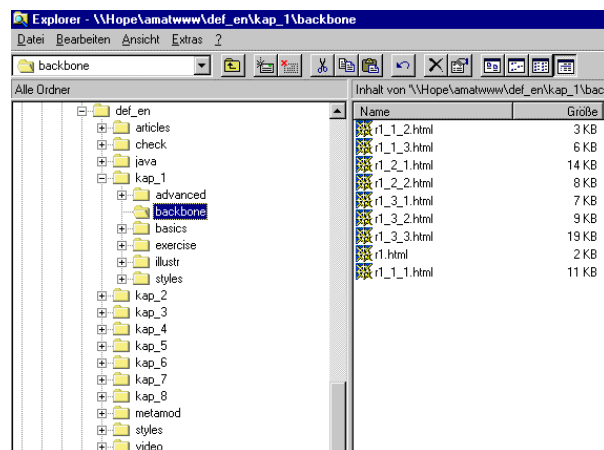 Explorer - \\Hope\amatwww\def_en\kap_1\backbone
Datei Bearbeiten Ansicht Extras ?
backbone
Alle Ordner
def_en
articles
check
java
kap_1
advanced
backbone
basics
exercise
illustr
styles
kap_2
kap_3
kap_4
kap_5
kap_6
kap_7
kap_8
metamod
styles
video
Inhalt von "\\Hope\amatwww\def_en\kap_1\bac
Name Größe
r1_1_2.html 3 KB
r1_1_3.html 6 KB
r1_2_1.html 14 KB
r1_2_2.html 8 KB
r1_3_1.html 7 KB
r1_3_2.html 9 KB
r1_3_3.html 19 KB
r1.html 2 KB
r1_1_1.html 11 KB